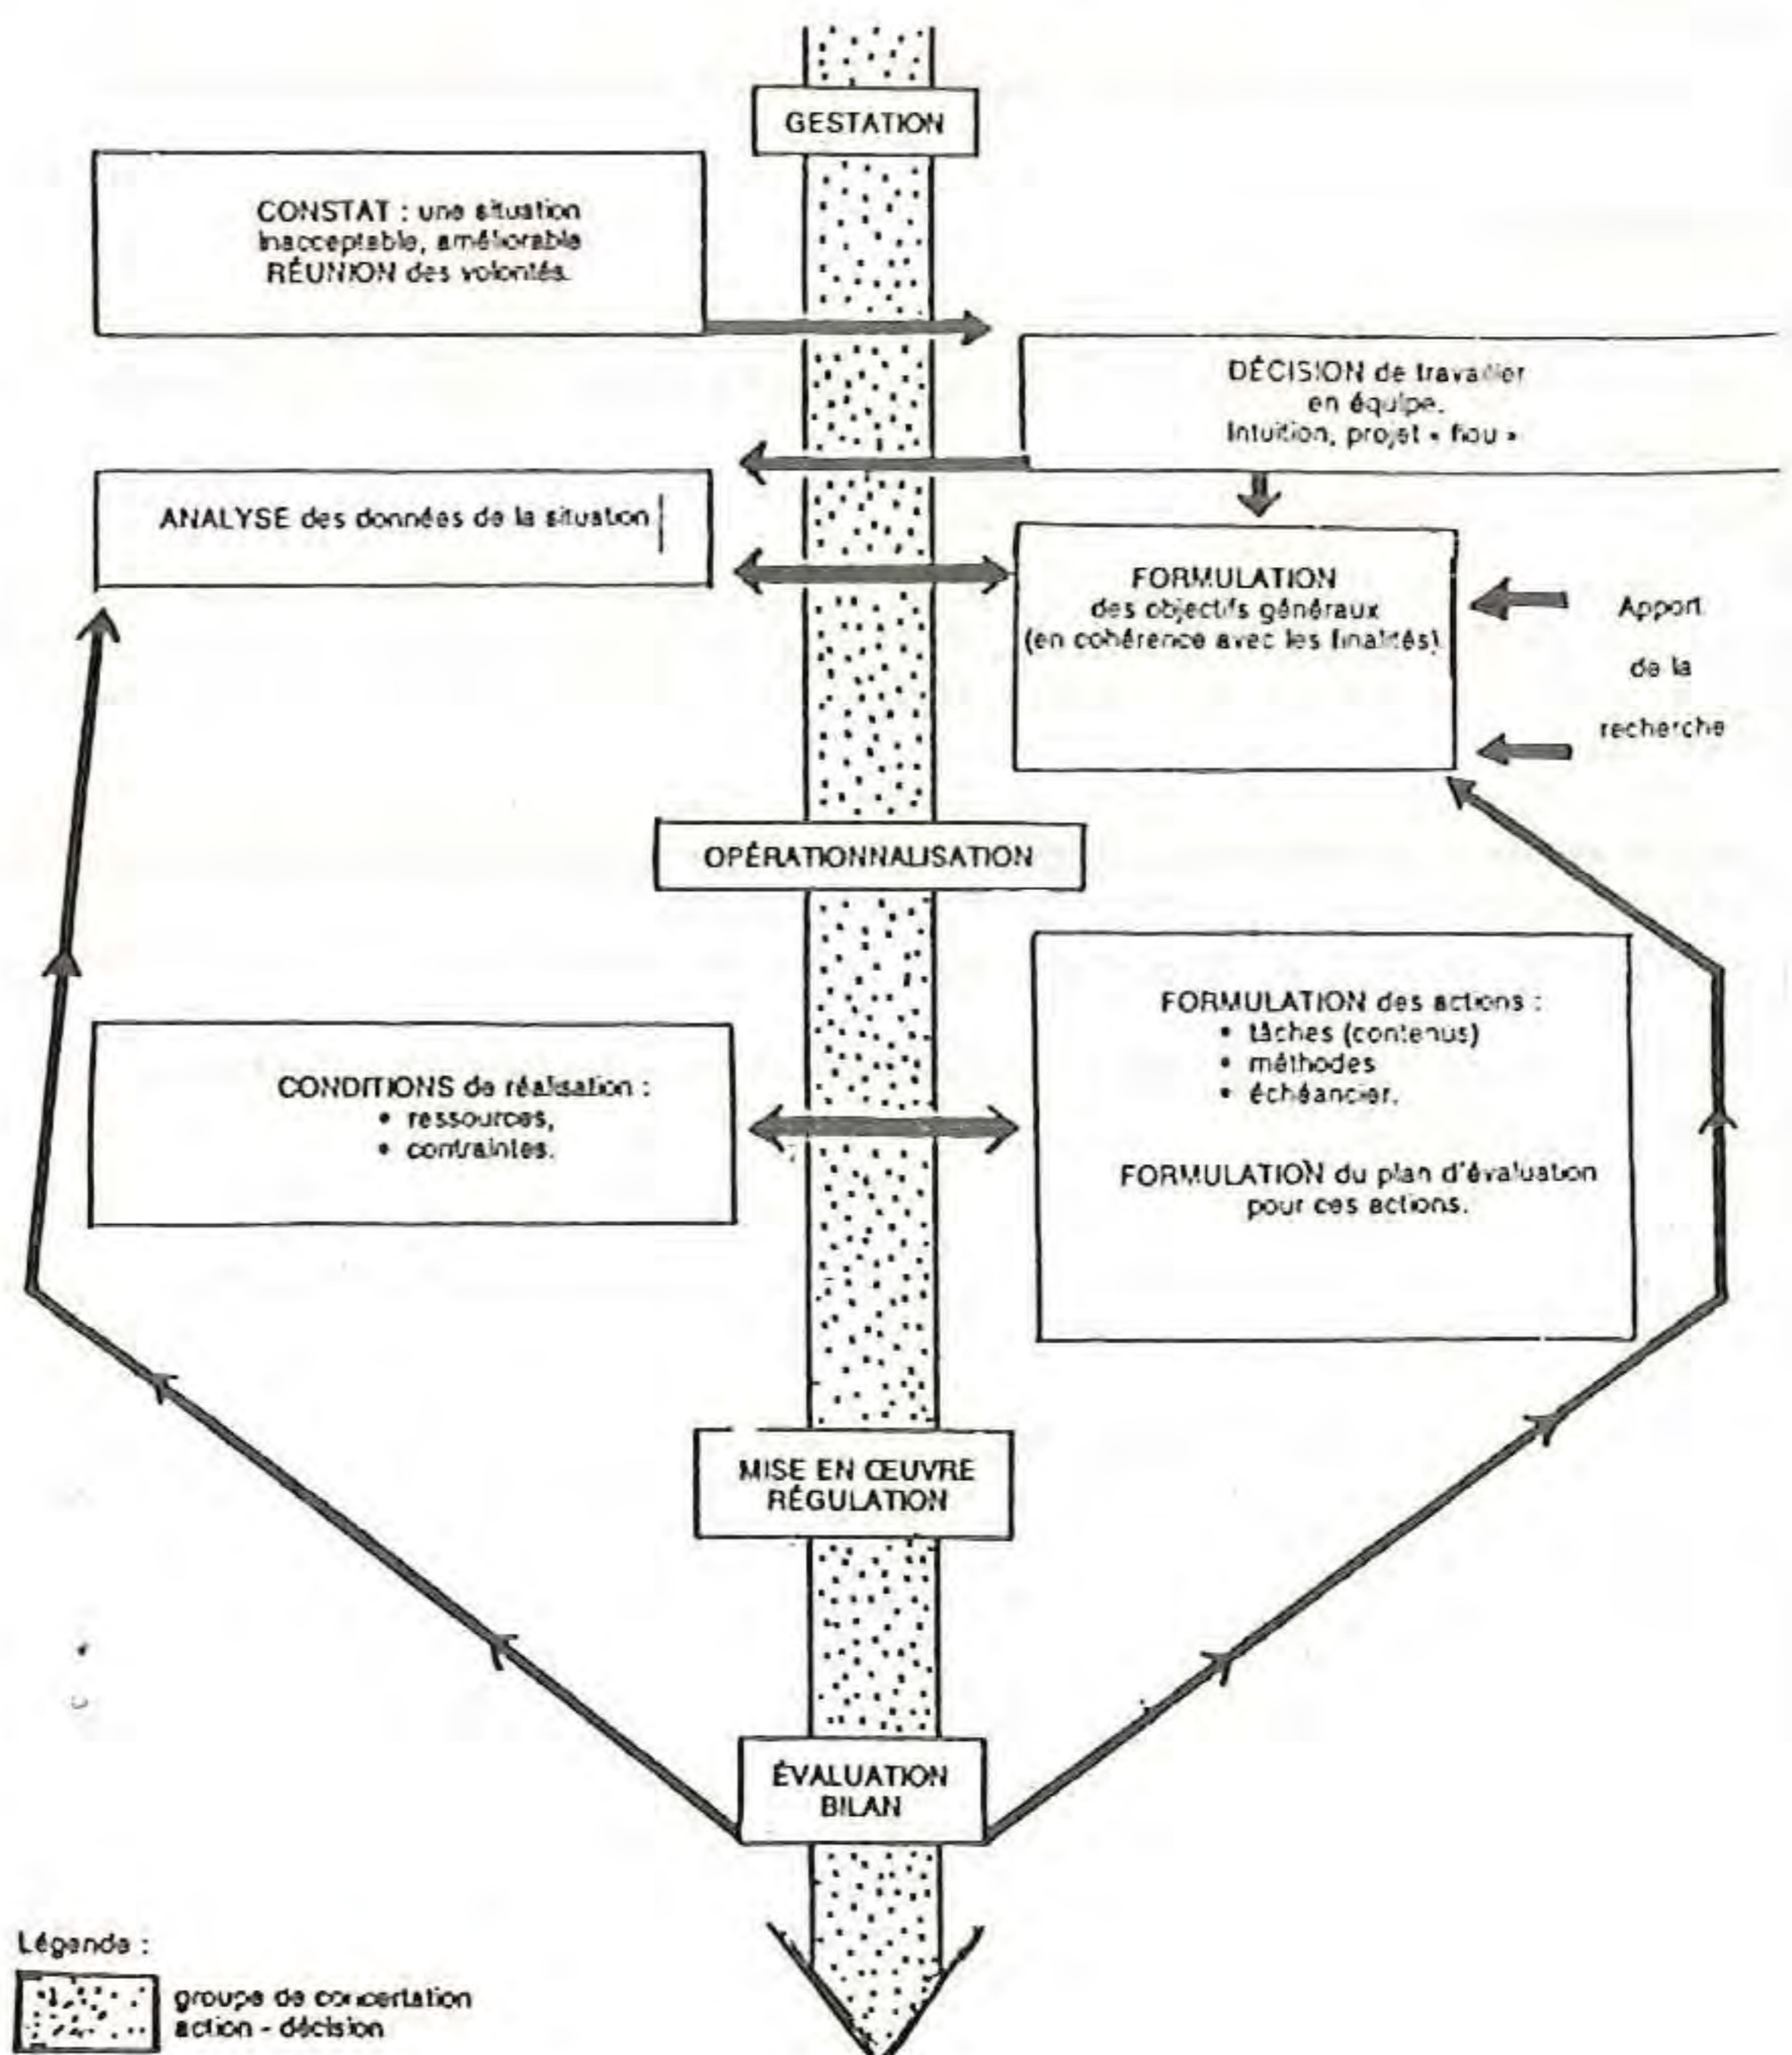 GESTATION
CONSTAT : une situation
inacceptable, améliorable
RÉUNION des volontés.
DÉCISION de travailler
en équipe.
Intuition, projet « flou »
ANALYSE des données de la situation
FORMULATION
des objectifs généraux
(en cohérence avec les finalités)
Apport
de la
recherche
OPÉRATIONNALISATION
CONDITIONS de réalisation :
• ressources,
• contraintes.
FORMULATION des actions :
• tâches (contenus)
• méthodes
• échéancier.
FORMULATION du plan d'évaluation
pour ces actions.
MISE EN ŒUVRE
RÉGULATION
ÉVALUATION
BILAN
Légende :
groupe de concertation
action - décision